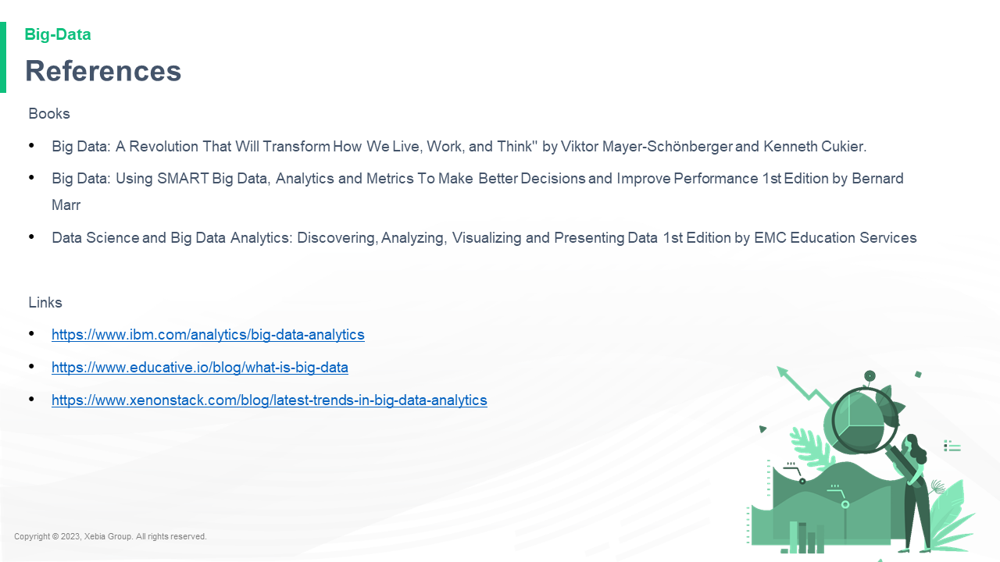 Big-Data
References
Books
• Big Data: A Revolution That Will Transform How We Live, Work, and Think" by Viktor Mayer-Schönberger and Kenneth Cukier.
• Big Data: Using SMART Big Data, Analytics and Metrics To Make Better Decisions and Improve Performance 1st Edition by Bernard
Marr
• Data Science and Big Data Analytics: Discovering, Analyzing, Visualizing and Presenting Data 1st Edition by EMC Education Services
Links
• https://www.ibm.com/analytics/big-data-analytics
• https://www.educative.io/blog/what-is-big-data
• https://www.xenonstack.com/blog/latest-trends-in-big-data-analytics
Copyright © 2023, Xebia Group. All rights reserved.